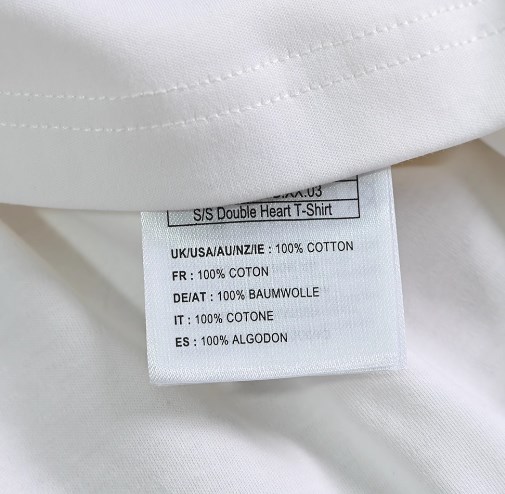 S/S Double Heart T-Shirt
UK/USA/AU/NZ/IE : 100% COTTON
FR : 100% COTON
DE/AT : 100% BAUMWOLLE
IT : 100% COTONE
ES : 100% ALGODON